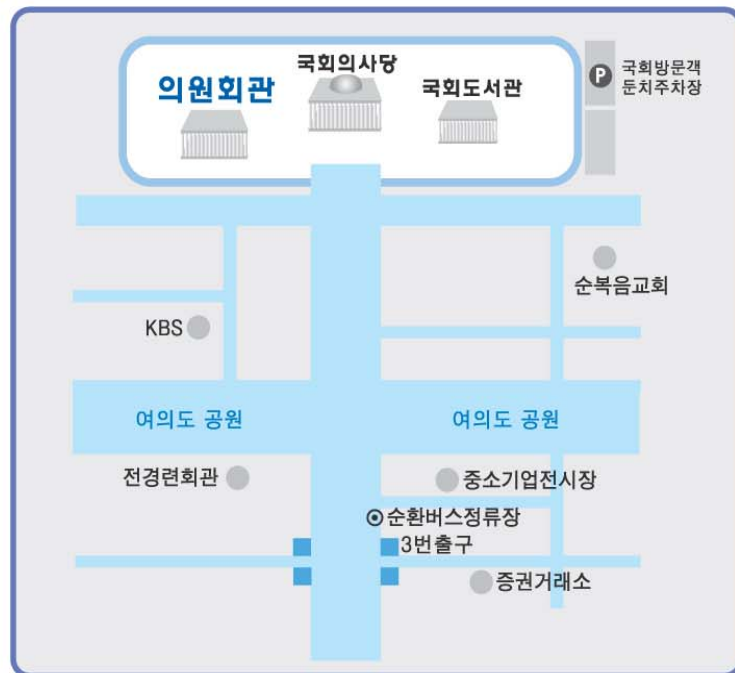 국회의사당
의원회관
국회도서관
P
국회방문객
둔치주차장
순복음교회
KBS
여의도 공원
여의도 공원
전경련회관
중소기업전시장
순환버스정류장
3번출구
증권거래소